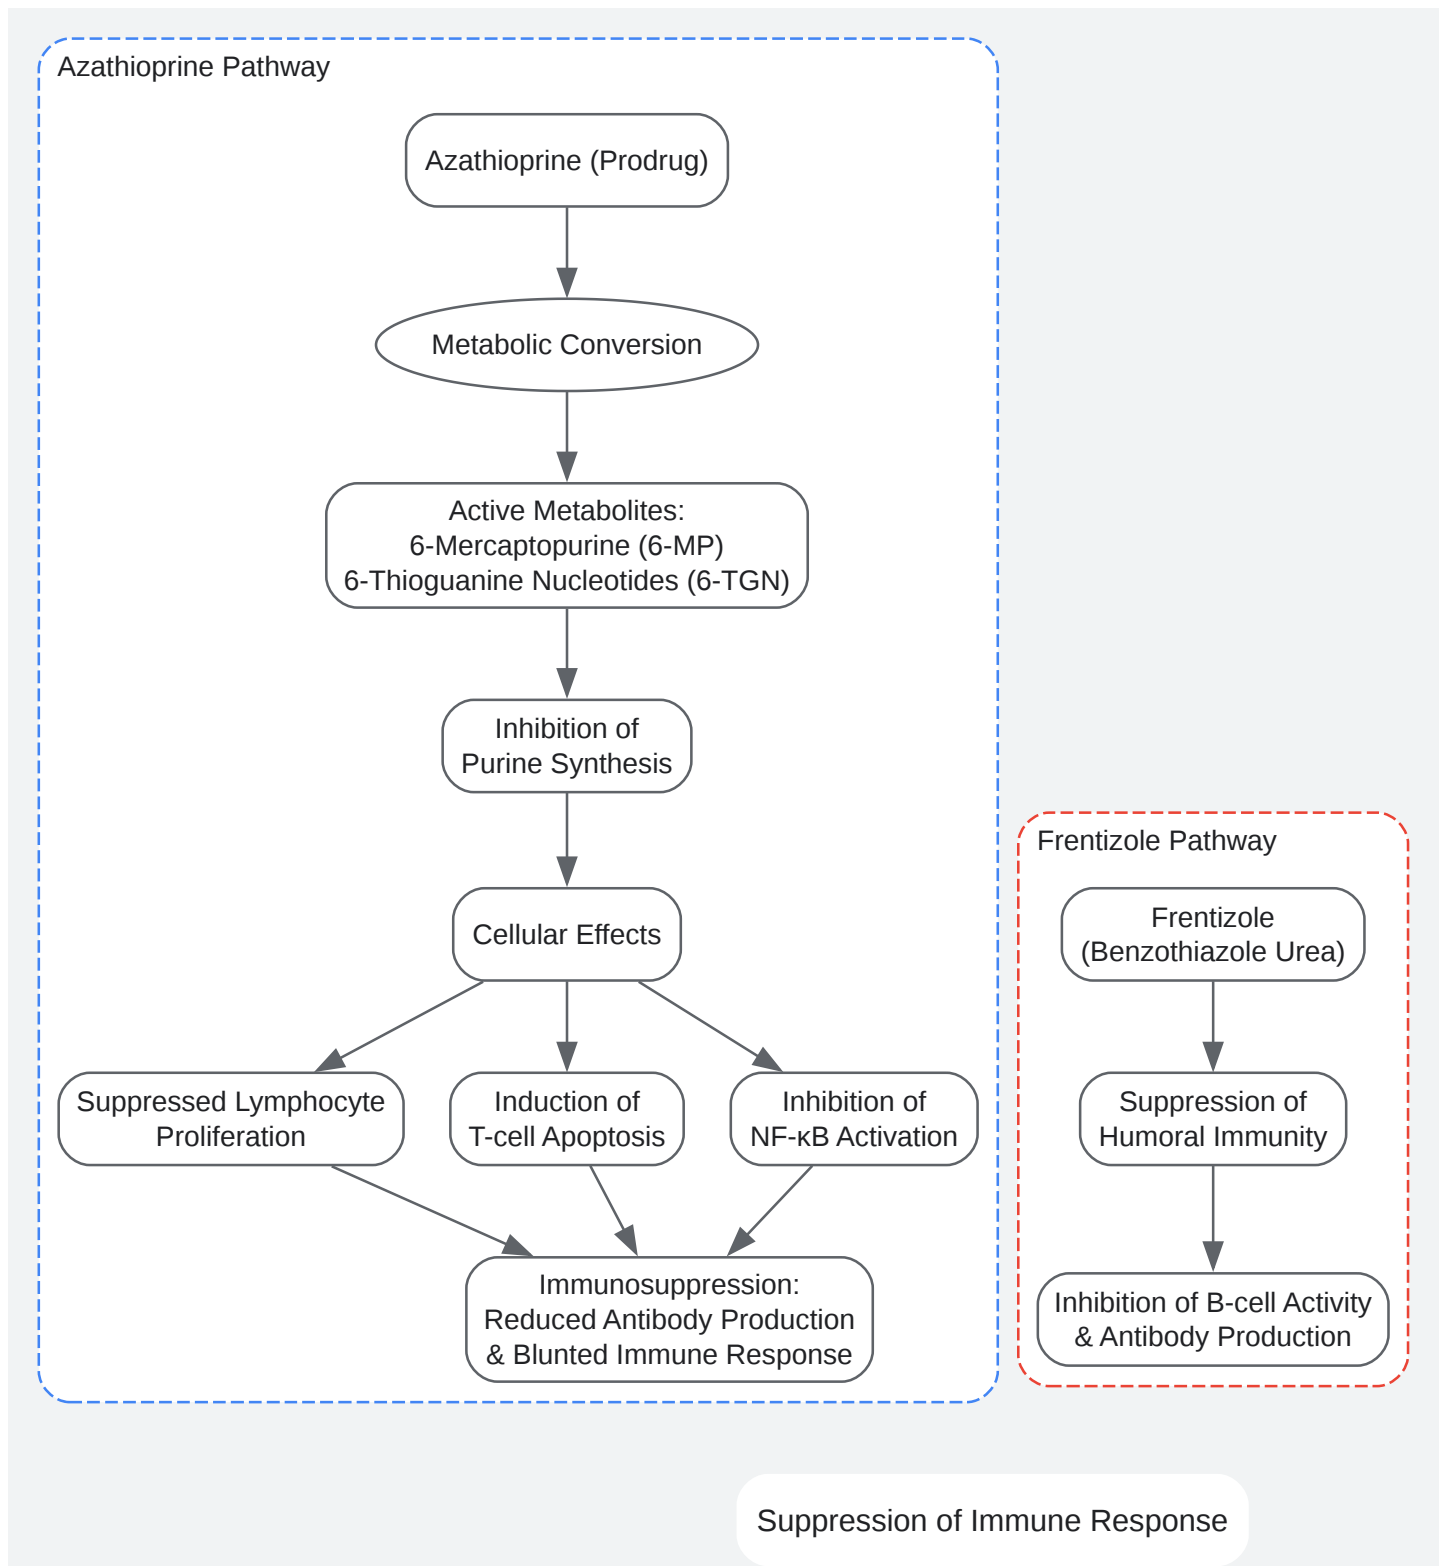 Azathioprine Pathway
Azathioprine (Prodrug)
Metabolic Conversion
Active Metabolites:
6-Mercaptopurine (6-MP)
6-Thioguanine Nucleotides (6-TGN)
Inhibition of
Purine Synthesis
Cellular Effects
Suppressed Lymphocyte
Proliferation
Induction of
T-cell Apoptosis
Inhibition of
NF-κB Activation
Immunosuppression:
Reduced Antibody Production
& Blunted Immune Response
Frentizole Pathway
Frentizole
(Benzothiazole Urea)
Suppression of
Humoral Immunity
Inhibition of B-cell Activity
& Antibody Production
Suppression of Immune Response